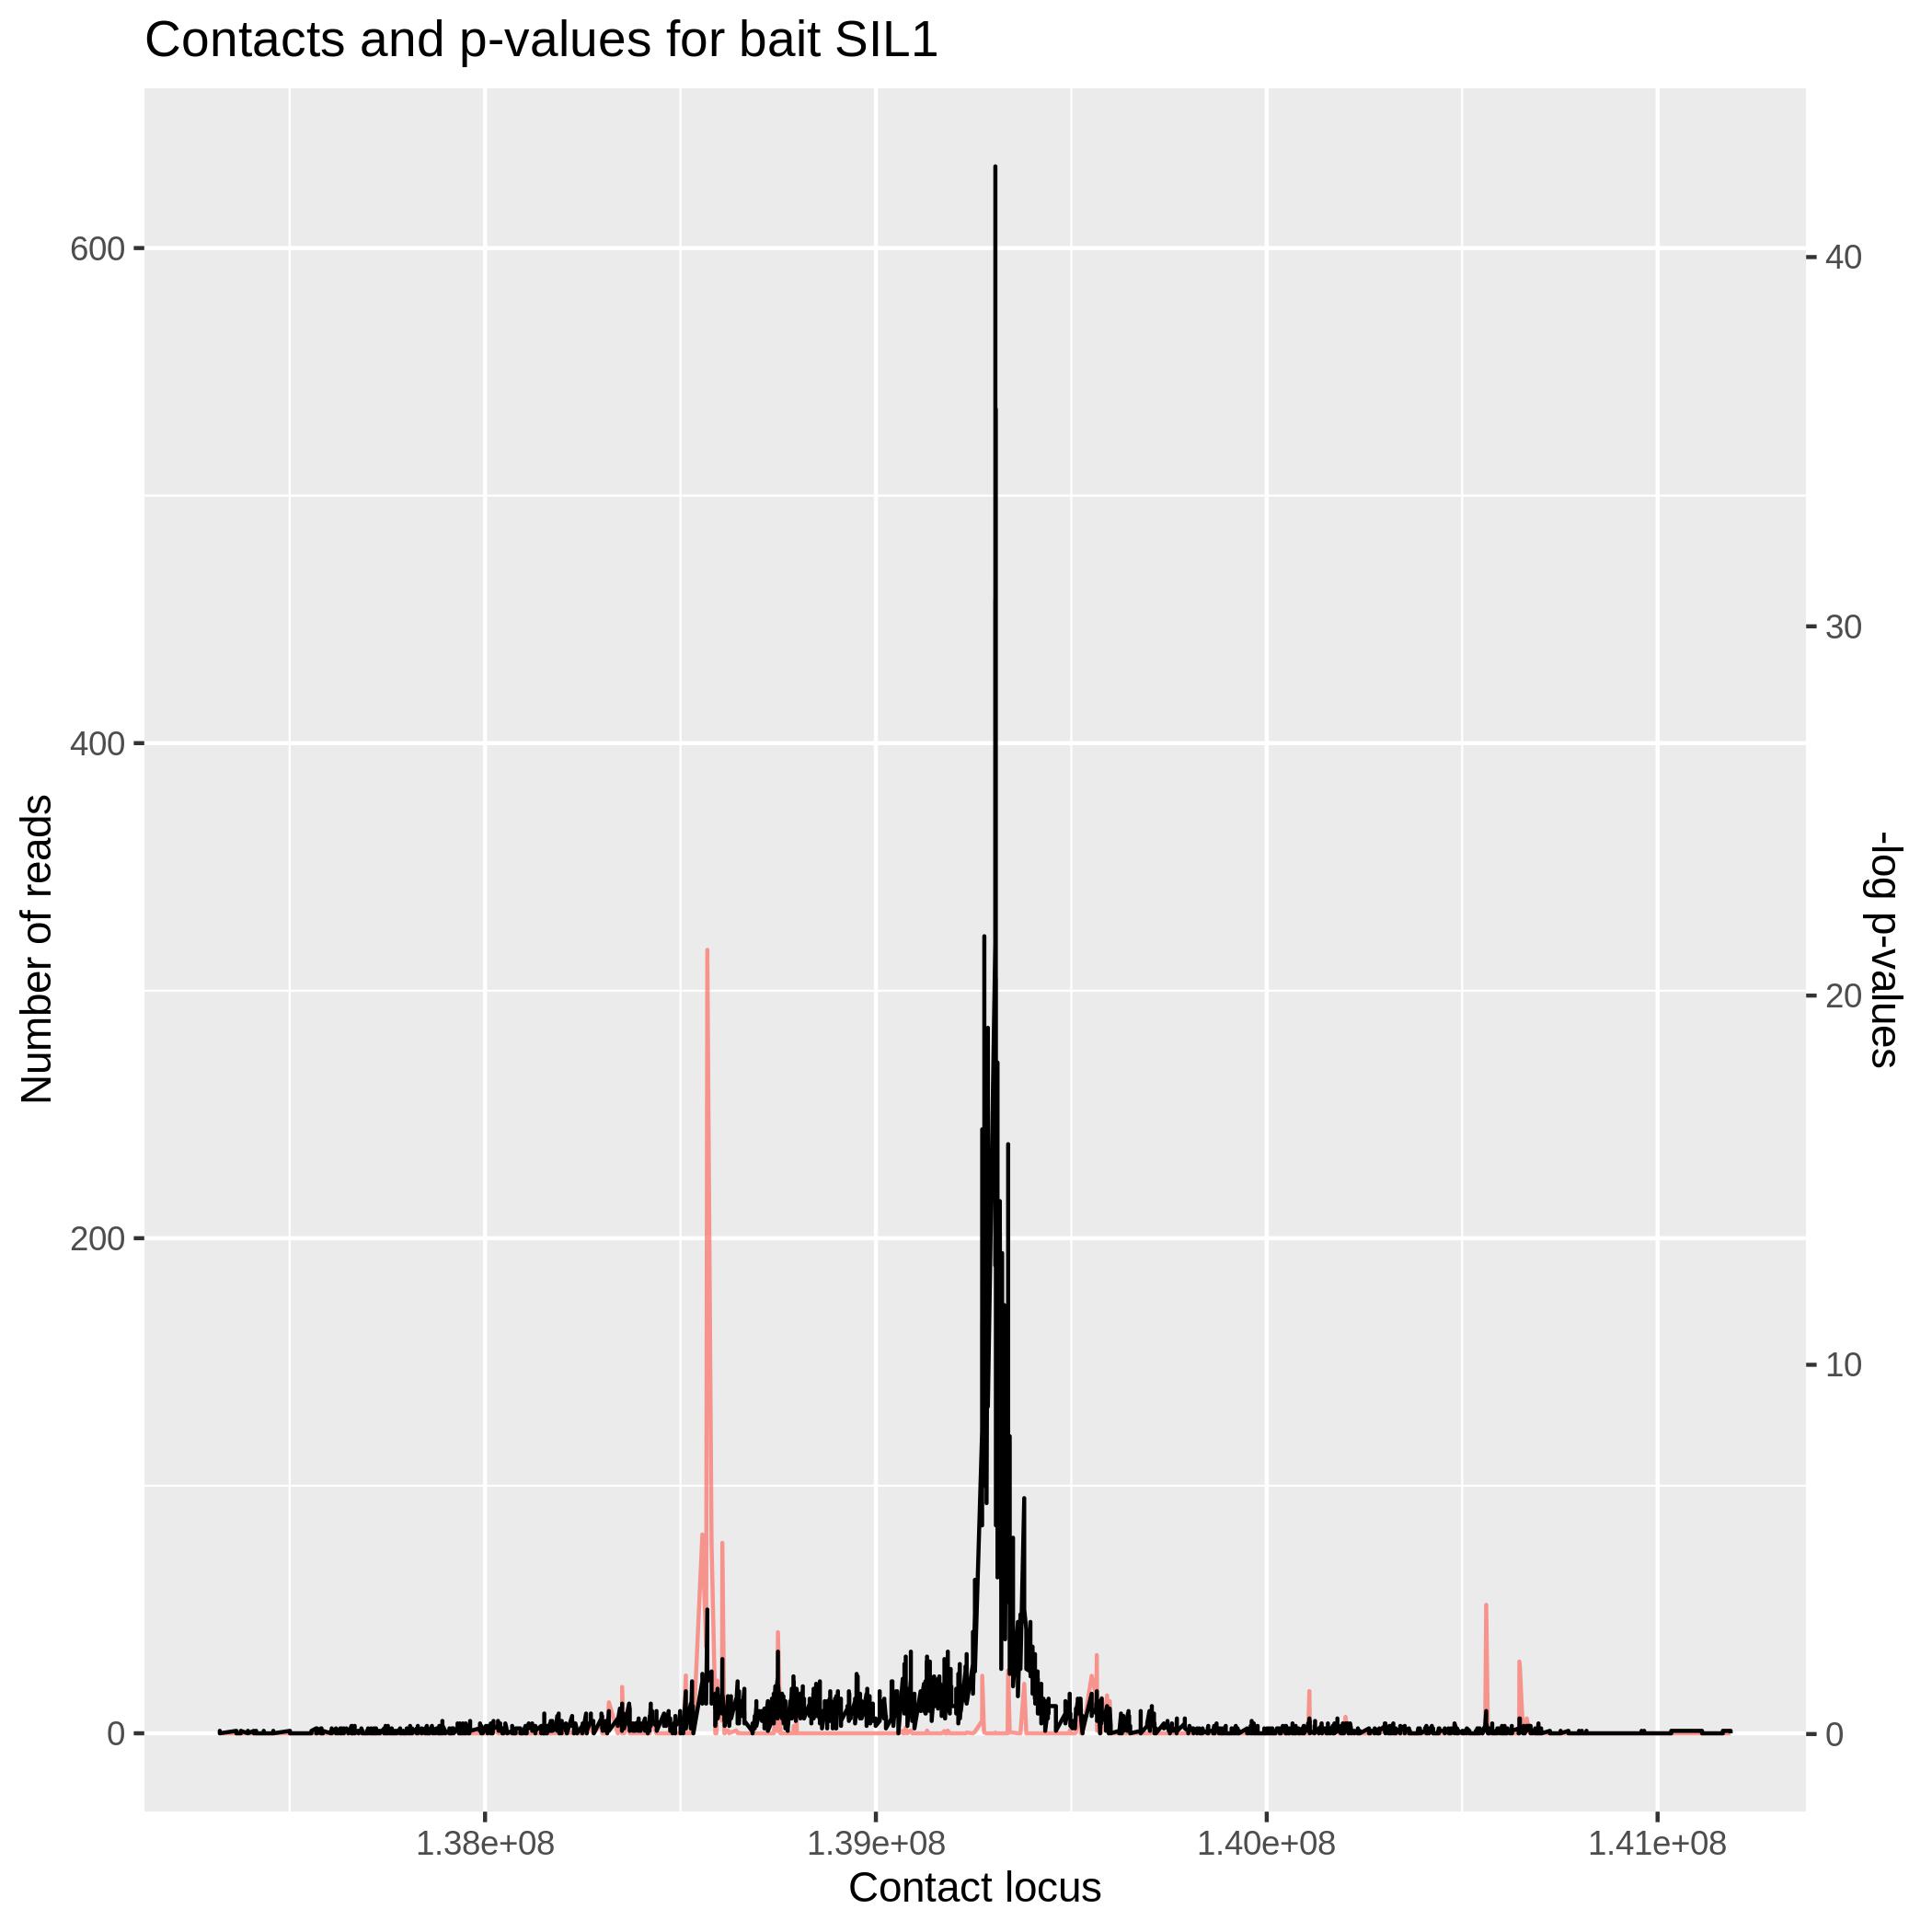 Contacts and p-values for bait SIL1
600
400
200
0
40
30
20
10
0
Number of reads
-log p-values
1.38e+08
1.39e+08
1.40e+08
1.41e+08
Contact locus